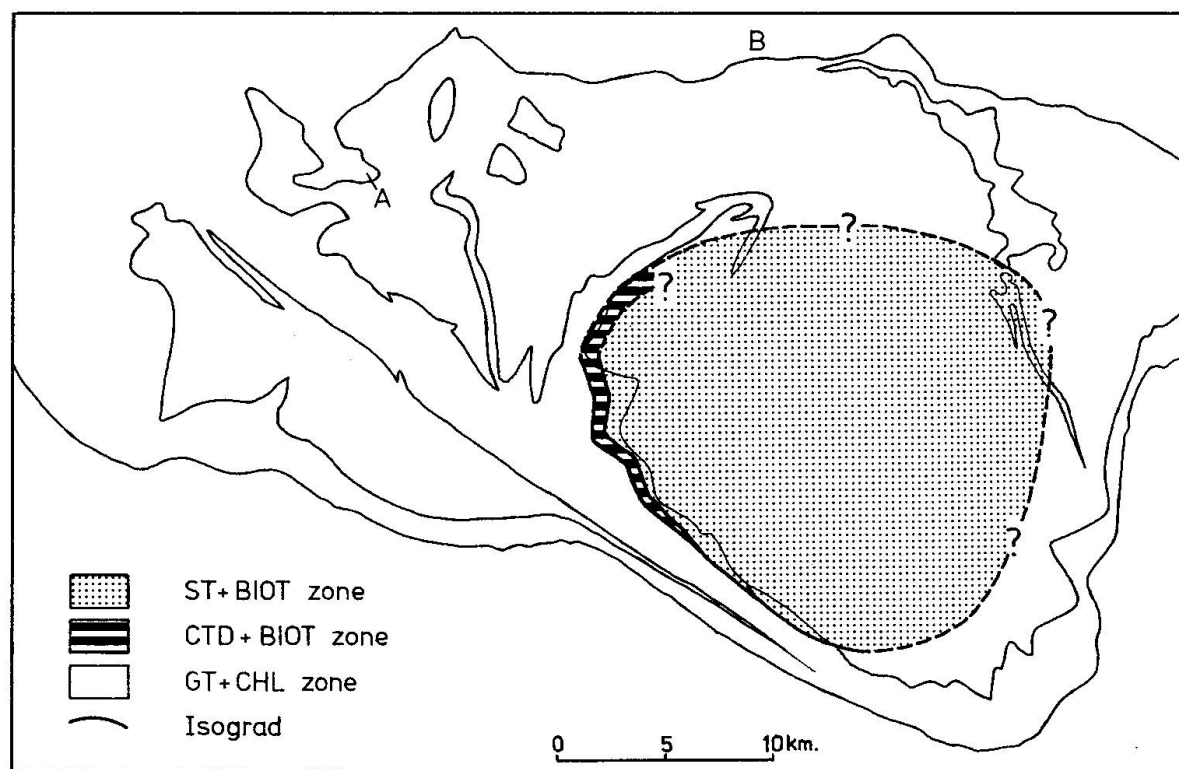 B
A
?
?
?
?
ST+BIOT zone
CTD+BIOT zone
GT+CHL zone
Isograd
0 5 10km.